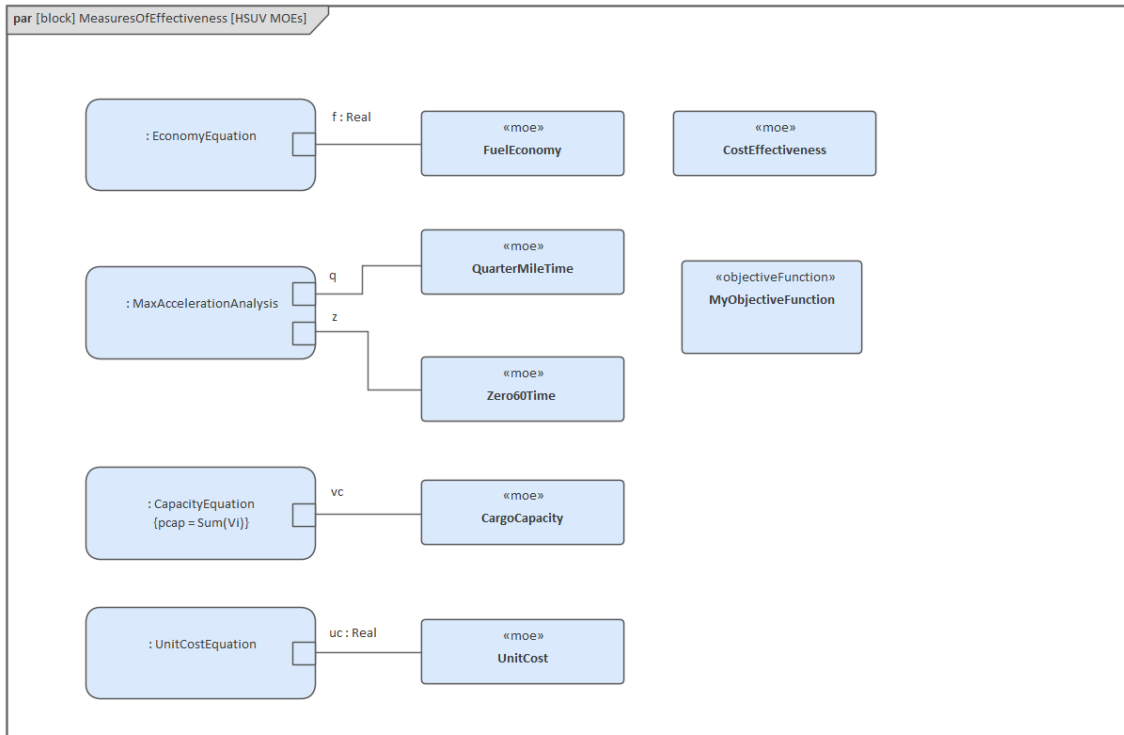 par [block] MeasuresOfEffectiveness [HSUV MOEs]
: EconomyEquation
f : Real
«moe»
FuelEconomy
«moe»
CostEffectiveness
: MaxAccelerationAnalysis
q
z
«moe»
QuarterMileTime
«objectiveFunction»
MyObjectiveFunction
«moe»
Zero60Time
: CapacityEquation
{pcap = Sum(Vi)}
vc
«moe»
CargoCapacity
: UnitCostEquation
uc : Real
«moe»
UnitCost